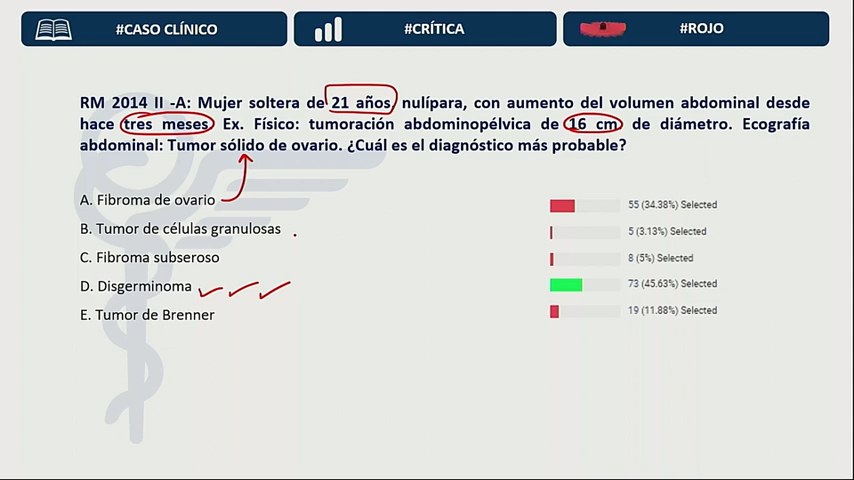 #CASO CLÍNICO
#CRÍTICA
#ROJO
RM 2014 II -A: Mujer soltera de 21 años, nulípara, con aumento del volumen abdominal desde
hace tres meses. Ex. Físico: tumoración abdominopélvica de 16 cm de diámetro. Ecografía
abdominal: Tumor sólido de ovario. ¿Cuál es el diagnóstico más probable?
A. Fibroma de ovario
55 (34.38%) Selected
B. Tumor de células granulosas
5 (3.13%) Selected
C. Fibroma subseroso
8 (5%) Selected
D. Disgerminoma
73 (45.63%) Selected
E. Tumor de Brenner
19 (11.88%) Selected